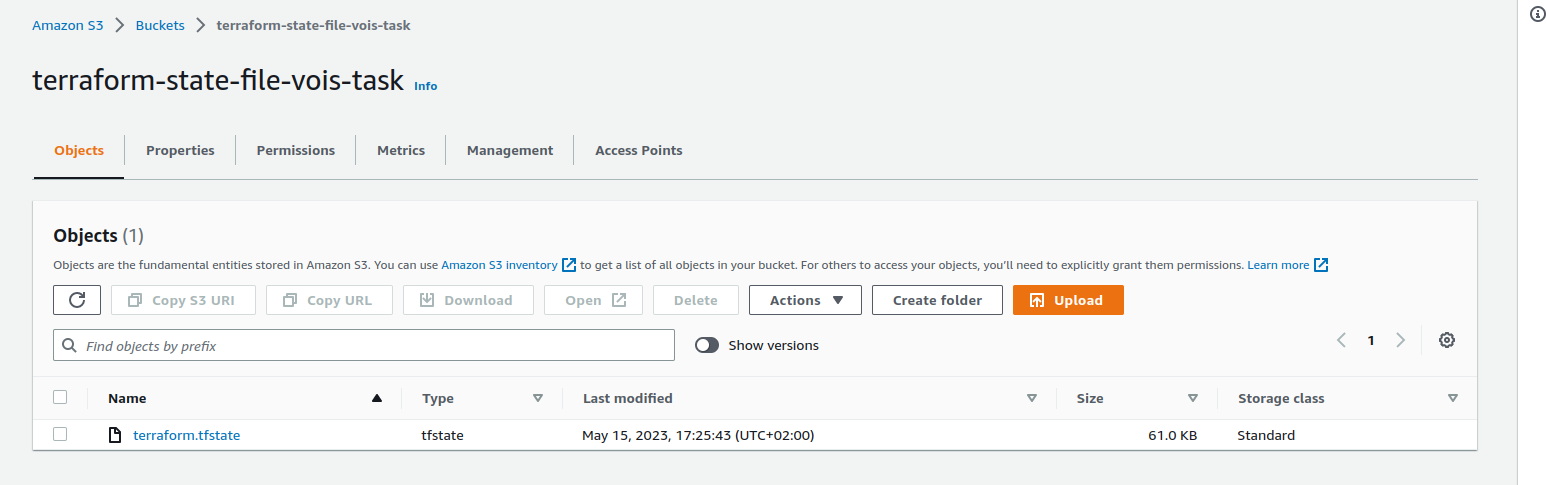 Amazon S3 > Buckets > terraform-state-file-vois-task
terraform-state-file-vois-task Info
Objects Properties Permissions Metrics Management Access Points
Objects (1)
Objects are the fundamental entities stored in Amazon S3. You can use Amazon S3 inventory to get a list of all objects in your bucket. For others to access your objects, you'll need to explicitly grant them permissions. Learn more
Copy S3 URI Copy URL Download Open Delete Actions Create folder Upload
Find objects by prefix Show versions 1
Name Type Last modified Size Storage class
terraform.tfstate tfstate May 15, 2023, 17:25:43 (UTC+02:00) 61.0 KB Standard